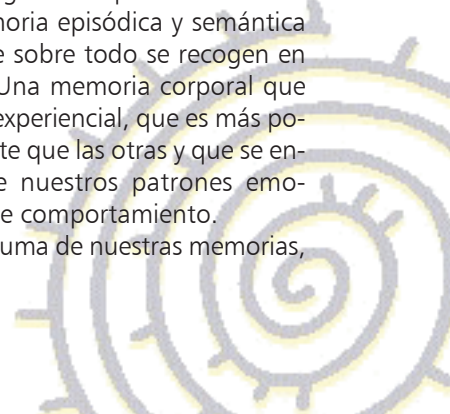 noria episódica y semántica
e sobre todo se recogen en
Una memoria corporal que
experiencial, que es más po-
te que las otras y que se en-
e nuestros patrones emo-
e comportamiento.
uma de nuestras memorias,